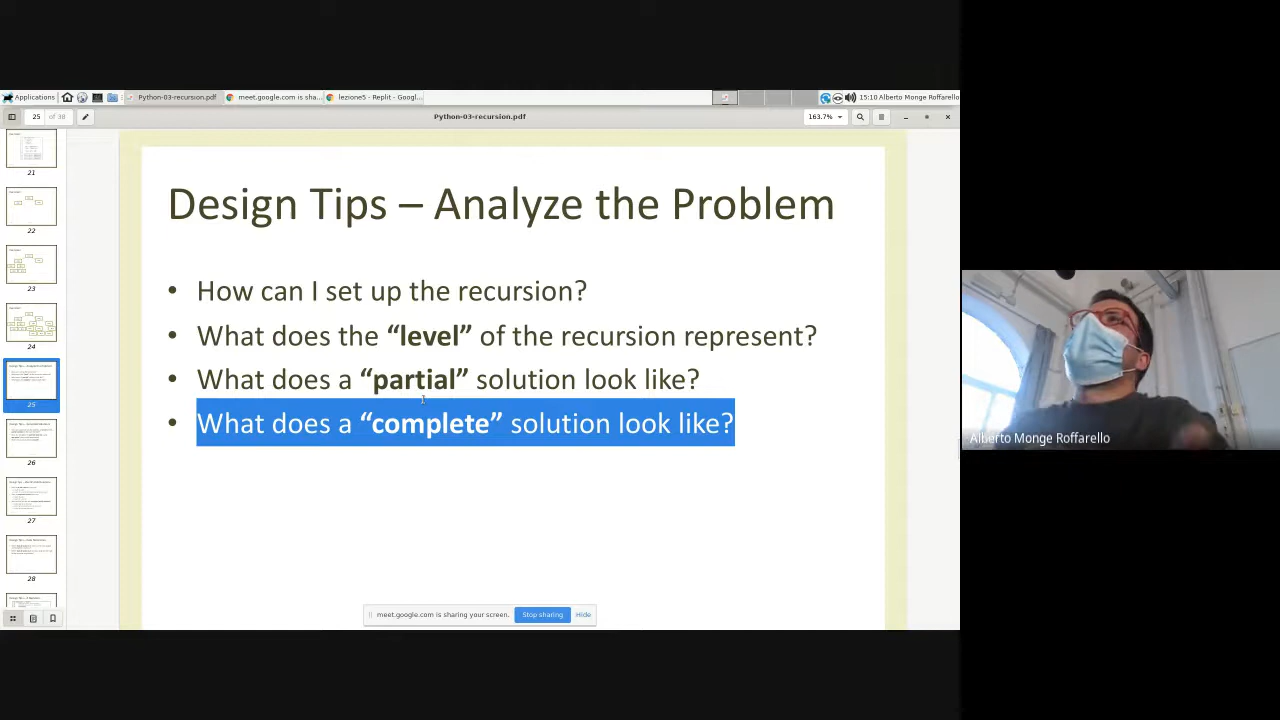 Applications
Python-03-recursion.pdf
meet.google.com is sha...
lezione5 - Replit - Googl...
15:10 Alberto Monge Roffarello
25 of 38
Python-03-recursion.pdf
163.7%
21
22
23
24
25
26
27
28
Design Tips – Analyze the Problem
• How can I set up the recursion?
• What does the “level” of the recursion represent?
• What does a “partial” solution look like?
• What does a “complete” solution look like?
meet.google.com is sharing your screen.
Stop sharing
Hide
Alberto Monge Roffarello